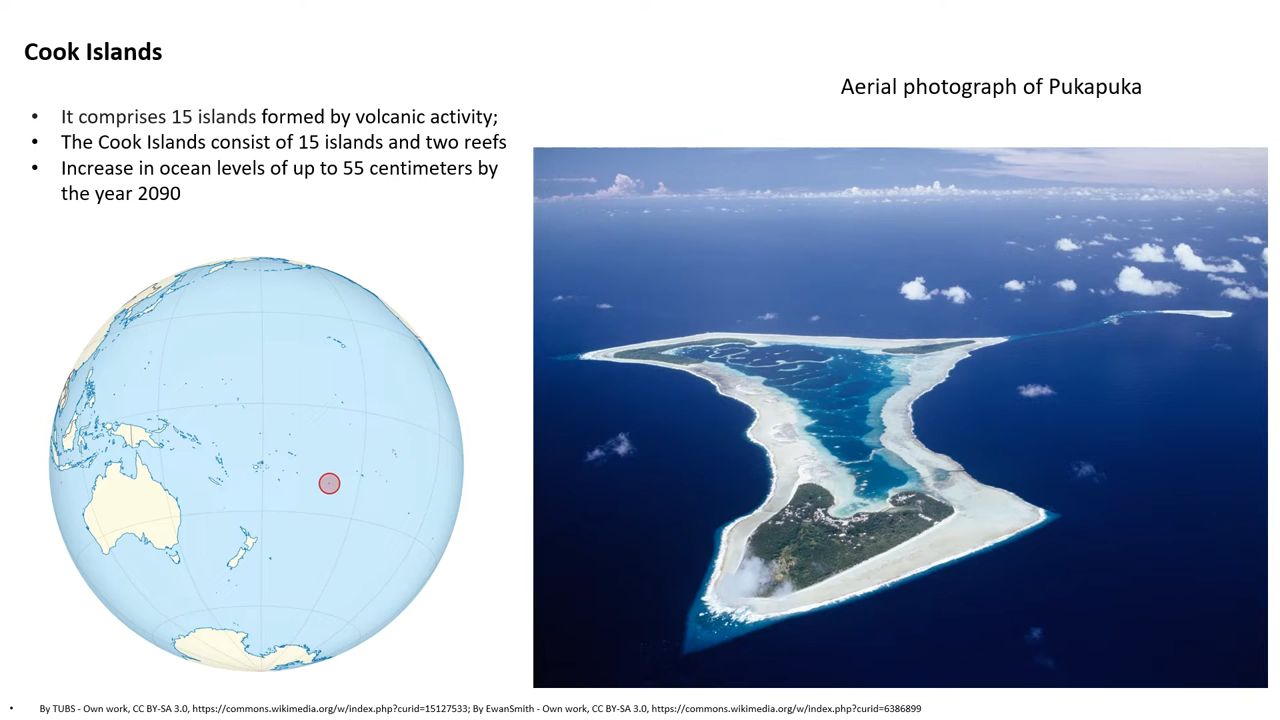 Cook Islands
Aerial photograph of Pukapuka
• It comprises 15 islands formed by volcanic activity;
• The Cook Islands consist of 15 islands and two reefs
• Increase in ocean levels of up to 55 centimeters by
the year 2090
• By TUBS - Own work, CC BY-SA 3.0, https://commons.wikimedia.org/w/index.php?curid=15127533; By EwanSmith - Own work, CC BY-SA 3.0, https://commons.wikimedia.org/w/index.php?curid=6386899